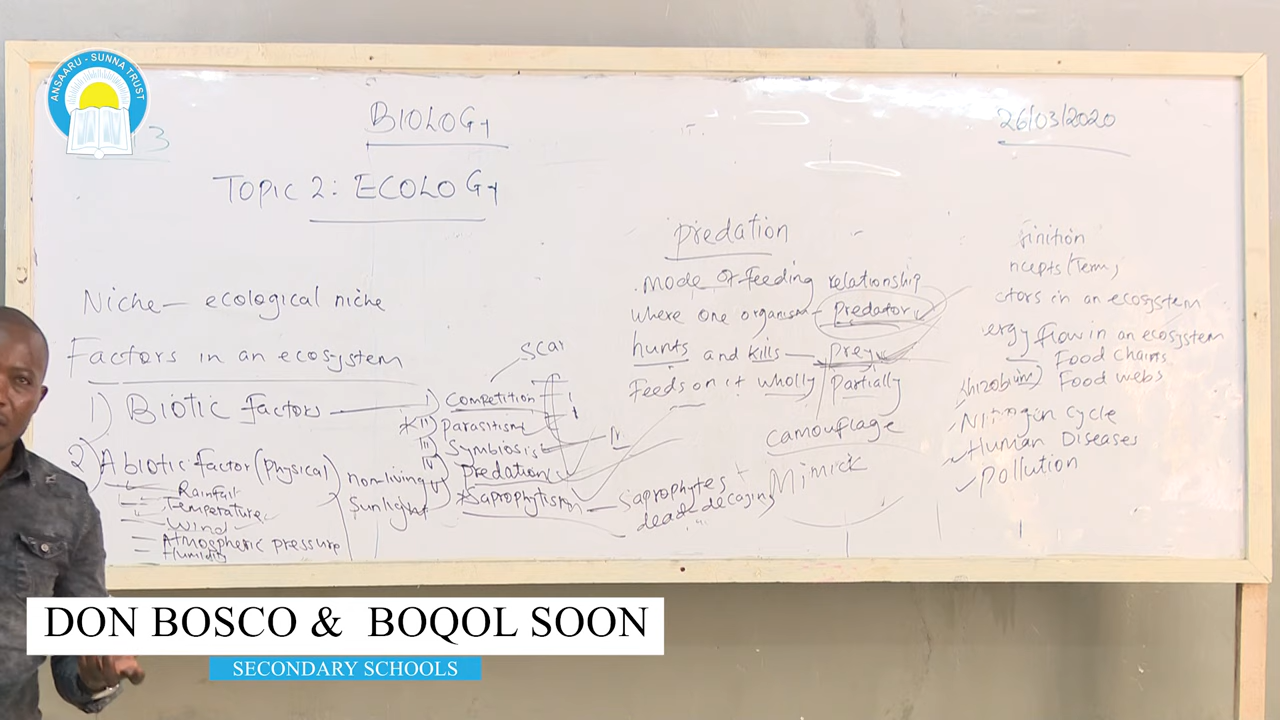 ANSAARU - SUNNA TRUST
3
BIOLOGY
26/03/2020
TOPIC 2: ECOLOGY
Niche — ecological niche
Factors in an ecosystem
1) Biotic factors
i) Competition
ii) Parasitism
iii) Symbiosis
iv) Predation
v) Saprophytism — Saprophytes
dead decaying
2) Abiotic factor (physical) non-living
Rainfall
Temperature
Wind
Atmospheric pressure
Humidity
Sunlight
predation
Mode of feeding relationship
where one organism - Predator
hunts and kills — prey
Feeds on it wholly / Partially
camouflage
Mimick
finition
ncepts (Term,
ctors in an ecosystem
ergy flow in an ecosystem
Food chains
Food webs
Nitrogin cycle
Human Diseases
Pollution
DON BOSCO & BOQOL SOON
SECONDARY SCHOOLS